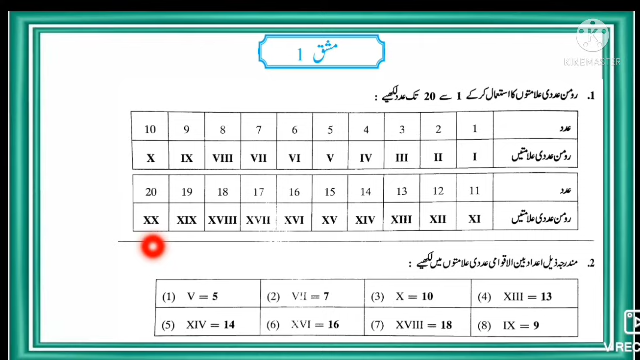 مشق 1
KINEMASTER
1. رومن عددی علامتوں کا استعمال کر کے 1 سے 20 تک عدد لکھیے :
عدد 1 2 3 4 5 6 7 8 9 10
رومن عددی علامتیں I II III IV V VI VII VIII IX X
عدد 11 12 13 14 15 16 17 18 19 20
رومن عددی علامتیں XI XII XIII XIV XV XVI XVII XVIII XIX XX
2. مندرجہ ذیل اعداد بین الاقوامی عددی علامتوں میں لکھیے :
(1) V = 5 (2) VII = 7 (3) X = 10 (4) XIII = 13
(5) XIV = 14 (6) XVI = 16 (7) XVIII = 18 (8) IX = 9
V REC